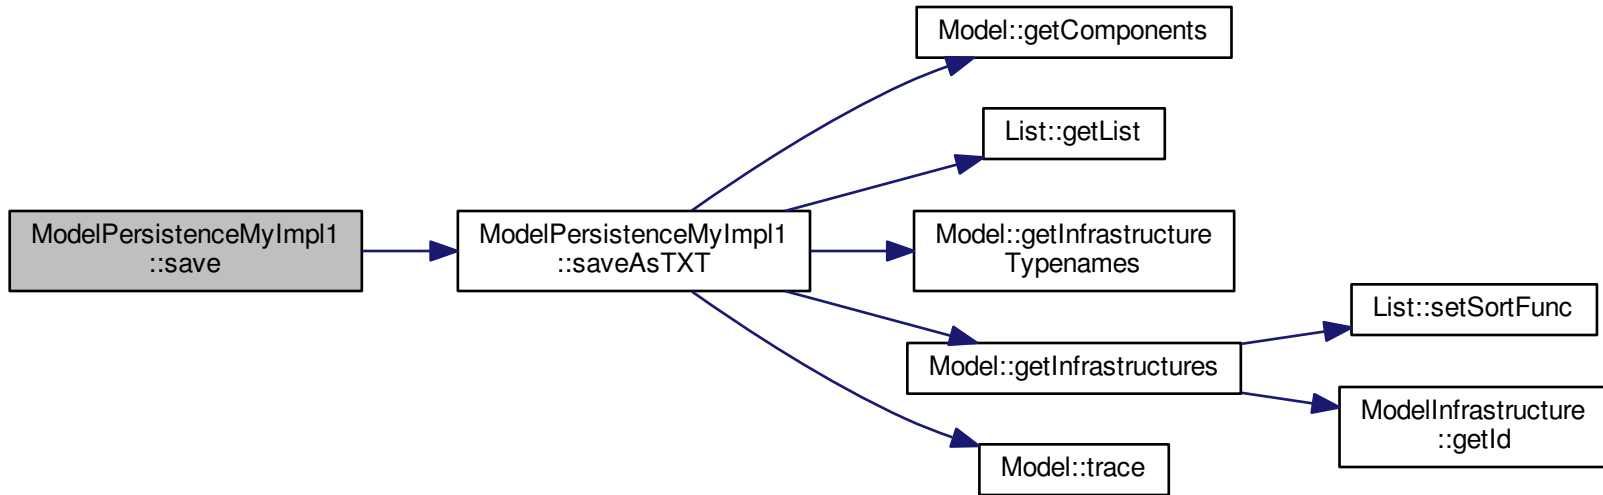 Model::getComponents
List::getList
ModelPersistenceMyImpl1
::save
ModelPersistenceMyImpl1
::saveAsTXT
Model::getInfrastructure
Typenames
List::setSortFunc
Model::getInfrastructures
ModelInfrastructure
::getId
Model::trace